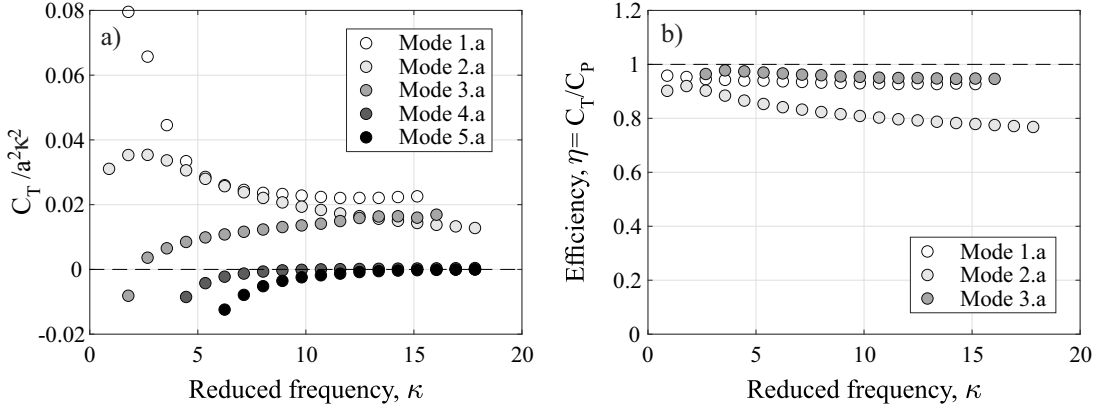 a)
0.08
0.06
0.04
0.02
0
-0.02
C_T /a²κ²
Mode 1.a
Mode 2.a
Mode 3.a
Mode 4.a
Mode 5.a
0 5 10 15 20
Reduced frequency, κ
b)
1.2
1
0.8
0.6
0.4
0.2
0
Efficiency, η= C_T/C_P
Mode 1.a
Mode 2.a
Mode 3.a
0 5 10 15 20
Reduced frequency, κ